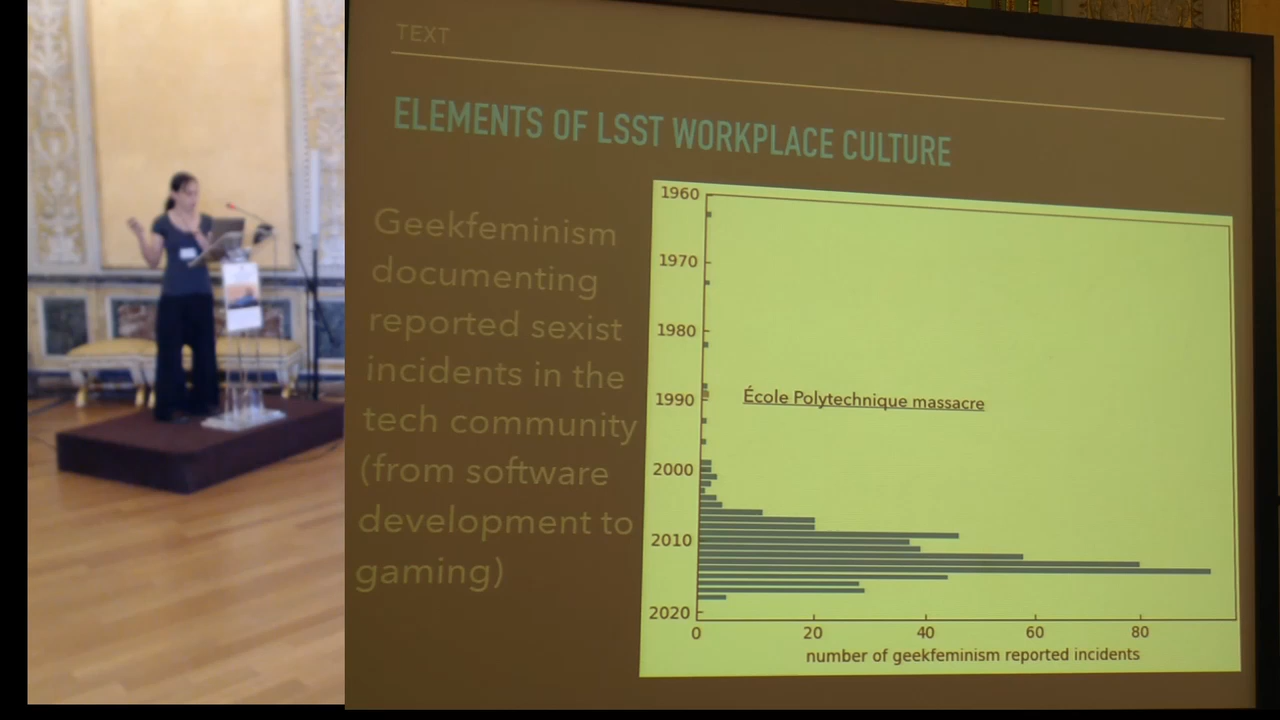 TEXT
ELEMENTS OF LSST WORKPLACE CULTURE
Geekfeminism
documenting
reported sexist
incidents in the
tech community
(from software
development to
gaming)
1960
1970
1980
1990
2000
2010
2020
École Polytechnique massacre
0 20 40 60 80
number of geekfeminism reported incidents